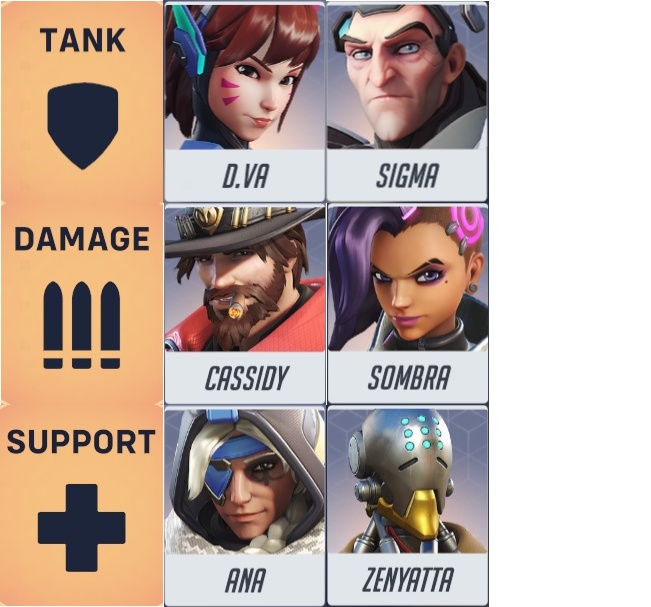 TANK
D.VA
SIGMA
DAMAGE
CASSIDY
SOMBRA
SUPPORT
ANA
ZENYATTA